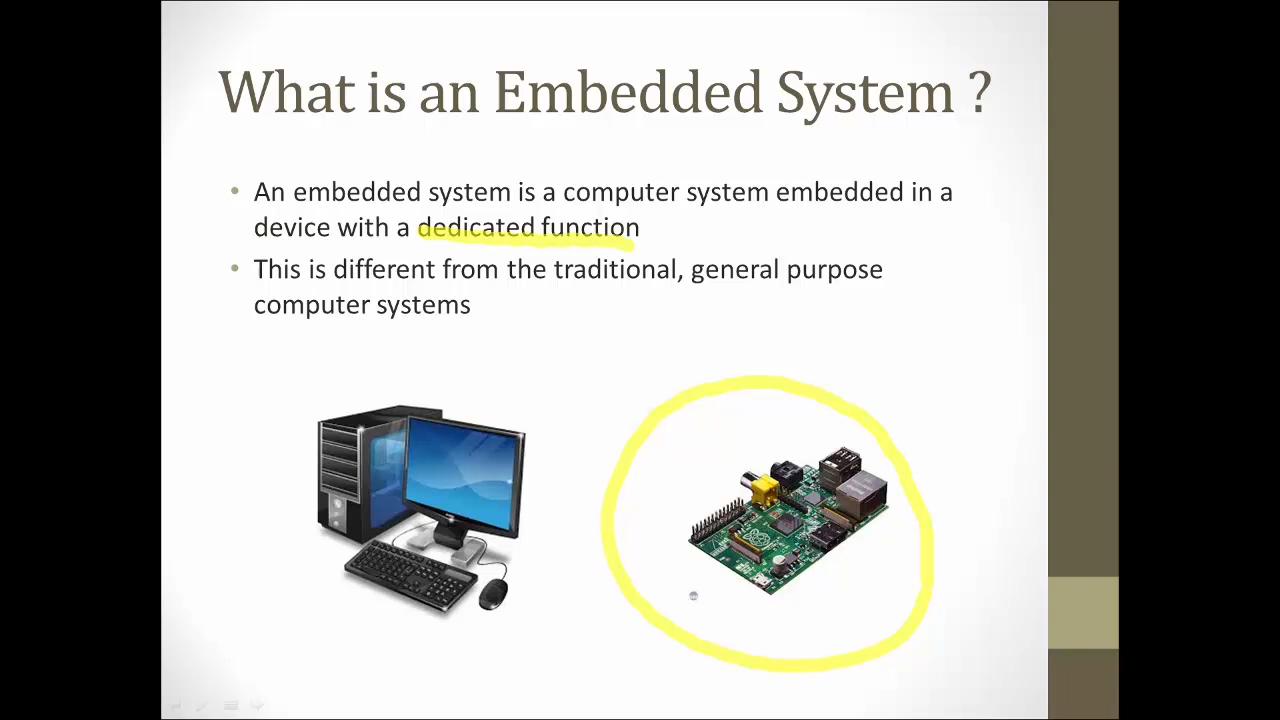 What is an Embedded System ?
• An embedded system is a computer system embedded in a
device with a dedicated function
• This is different from the traditional, general purpose
computer systems